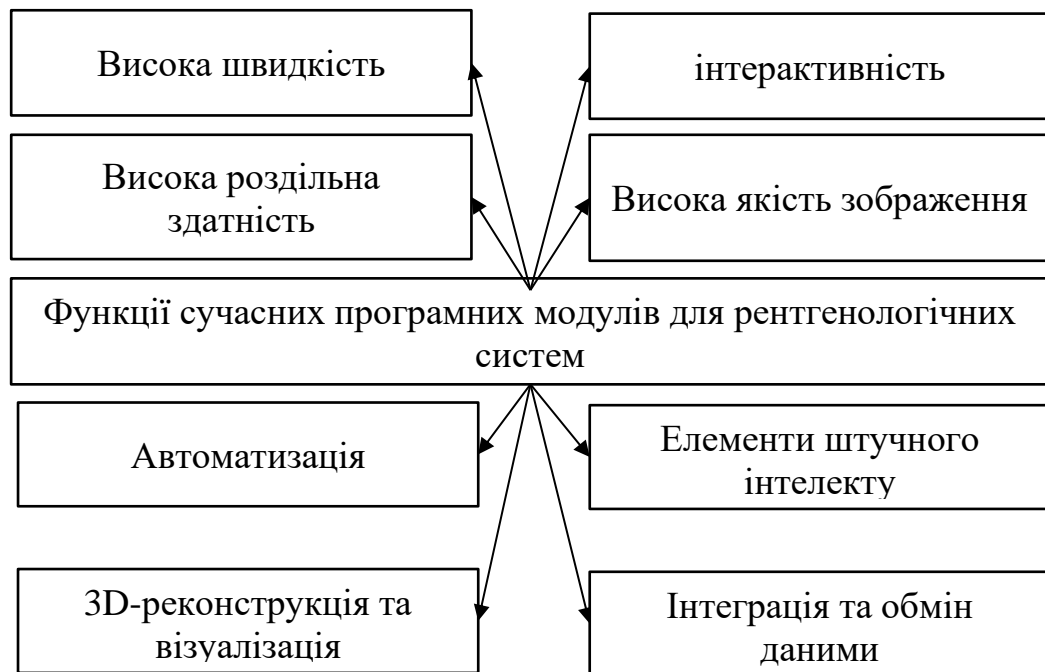 Висока швидкість
інтерактивність
Висока роздільна
здатність
Висока якість зображення
Функції сучасних програмних модулів для рентгенологічних
систем
Автоматизація
Елементи штучного
інтелекту
3D-реконструкція та
візуалізація
Інтеграція та обмін
даними